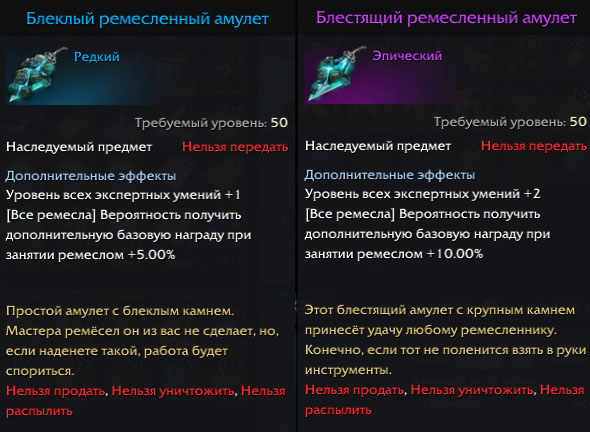 Блеклый ремесленный амулет
Редкий
Требуемый уровень: 50
Наследуемый предмет Нельзя передать
Дополнительные эффекты
Уровень всех экспертных умений +1
[Все ремесла] Вероятность получить
дополнительную базовую награду при
занятии ремеслом +5.00%
Простой амулет с блеклым камнем.
Мастера ремёсел он из вас не сделает, но,
если наденете такой, работа будет
спориться.
Нельзя продать, Нельзя уничтожить, Нельзя
распылить
Блестящий ремесленный амулет
Эпический
Требуемый уровень: 50
Наследуемый предмет Нельзя передать
Дополнительные эффекты
Уровень всех экспертных умений +2
[Все ремесла] Вероятность получить
дополнительную базовую награду при
занятии ремеслом +10.00%
Этот блестящий амулет с крупным камнем
принесёт удачу любому ремесленнику.
Конечно, если тот не поленится взять в руки
инструменты.
Нельзя продать, Нельзя уничтожить, Нельзя
распылить